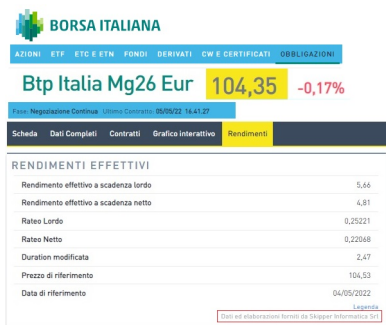 BORSA ITALIANA
AZIONI ETF ETC E ETN FONDI DERIVATI CW E CERTIFICATI OBBLIGAZIONI
Btp Italia Mg26 Eur 104,35 -0,17%
Fase: Negoziazione Continua Ultimo Contratto: 05/05/22 16.41.27
Scheda Dati Completi Contratti Grafico interattivo Rendimenti
RENDIMENTI EFFETTIVI
Rendimento effettivo a scadenza lordo 5,66
Rendimento effettivo a scadenza netto 4,81
Rateo Lordo 0,25221
Rateo Netto 0,22068
Duration modificata 2,47
Prezzo di riferimento 104,53
Data di riferimento 04/05/2022
Legenda
Dati ed elaborazioni forniti da Skipper Informatica Srl